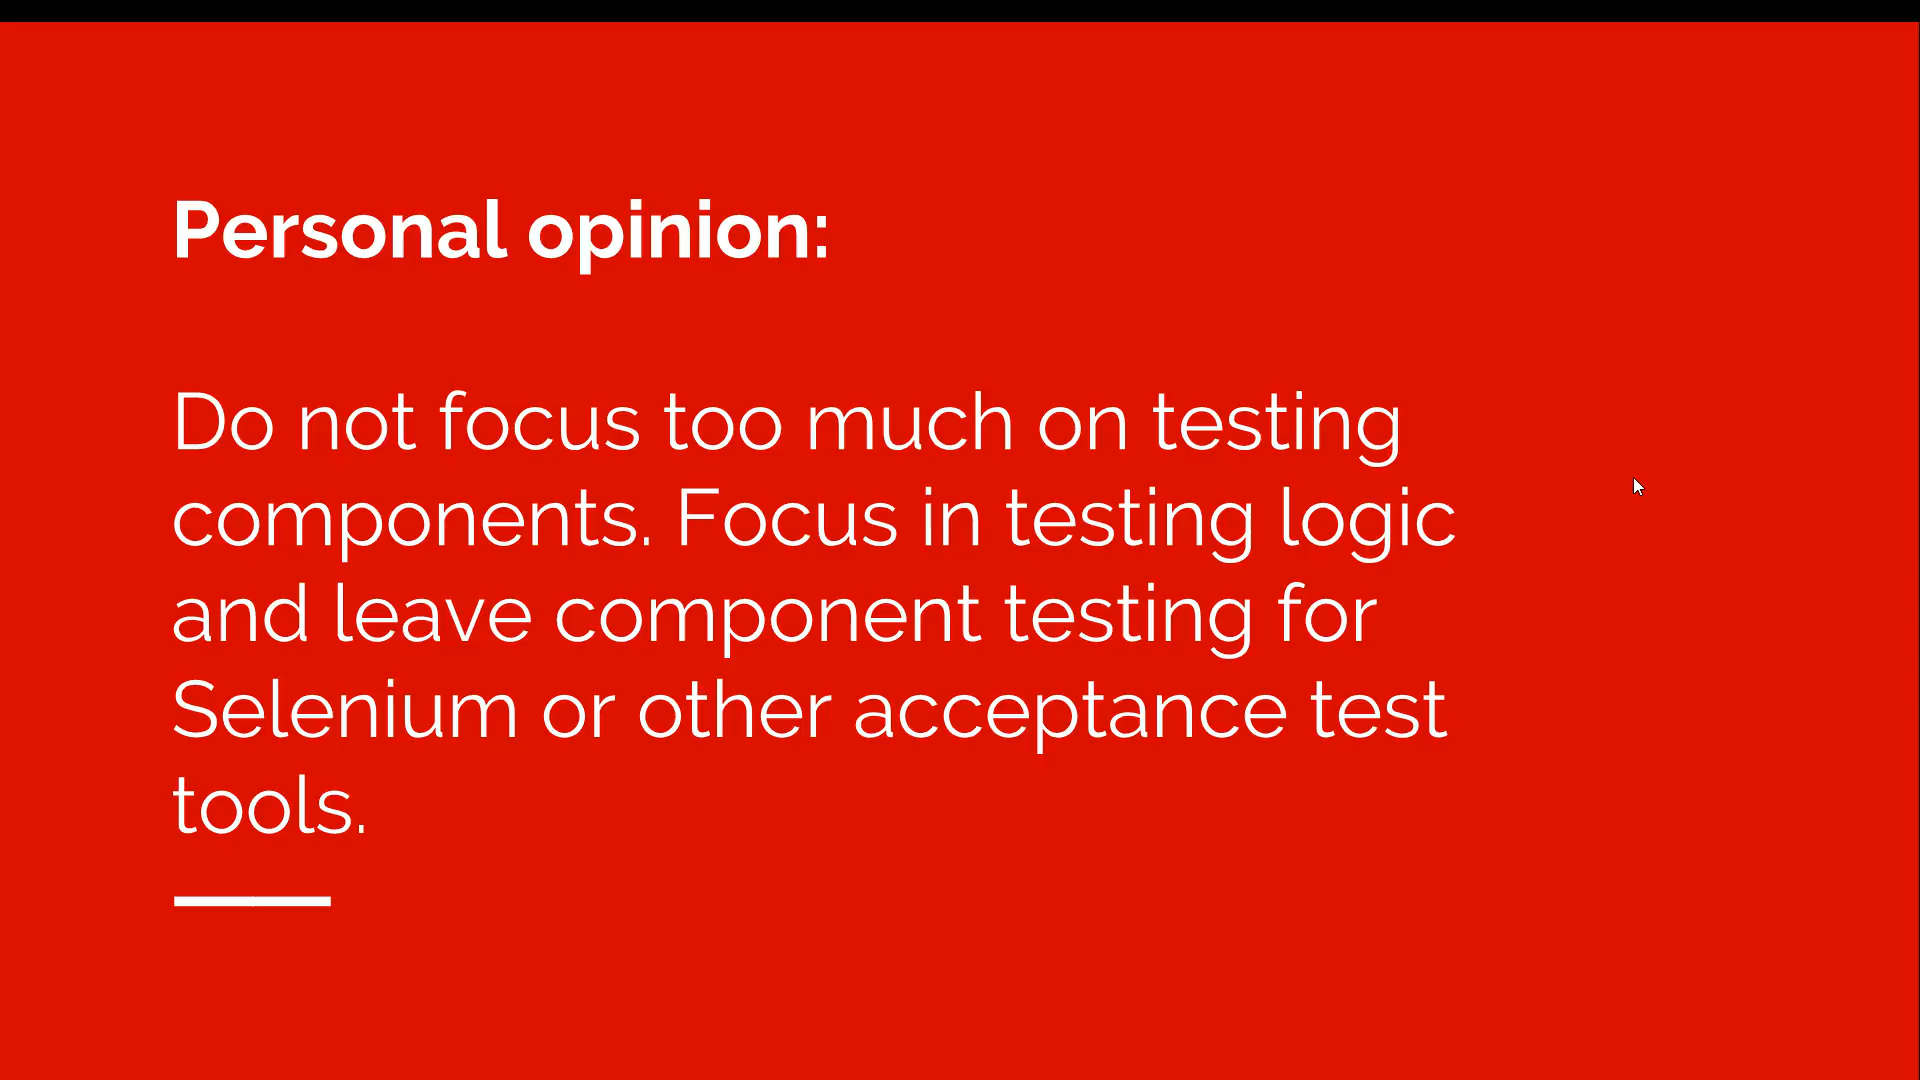 Personal opinion:
Do not focus too much on testing
components. Focus in testing logic
and leave component testing for
Selenium or other acceptance test
tools.